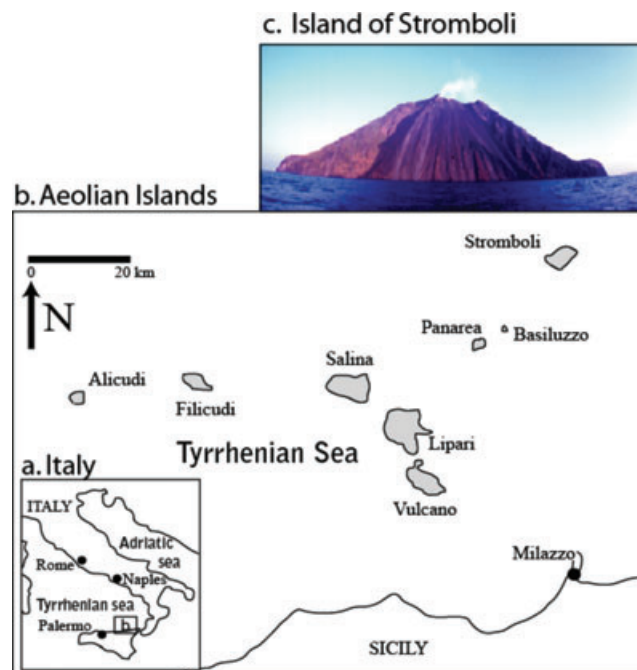 c. Island of Stromboli
b. Aeolian Islands
0 20 km
N
Stromboli
Panarea
Basiluzzo
Salina
Alicudi
Filicudi
Lipari
Tyrrhenian Sea
Vulcano
a. Italy
ITALY
Adriatic
sea
Rome
Naples
Tyrrhenian sea
b
Palermo
Milazzo
SICILY